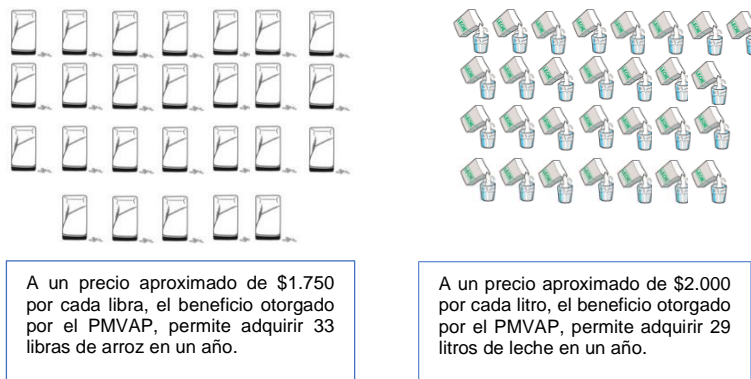 A un precio aproximado de $1.750
por cada libra, el beneficio otorgado
por el PMVAP, permite adquirir 33
libras de arroz en un año.
A un precio aproximado de $2.000
por cada litro, el beneficio otorgado
por el PMVAP, permite adquirir 29
litros de leche en un año.